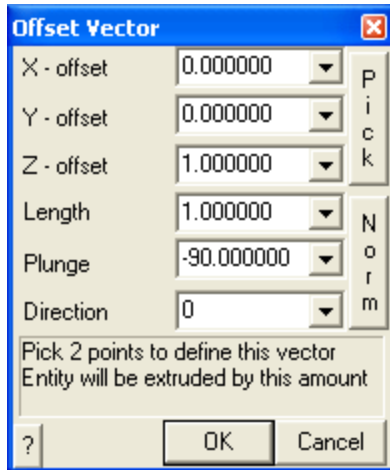 Offset Vector
X - offset 0.000000
Y - offset 0.000000
Z - offset 1.000000
Length 1.000000
Plunge -90.000000
Direction 0
Pick
Norm
Pick 2 points to define this vector
Entity will be extruded by this amount
? OK Cancel